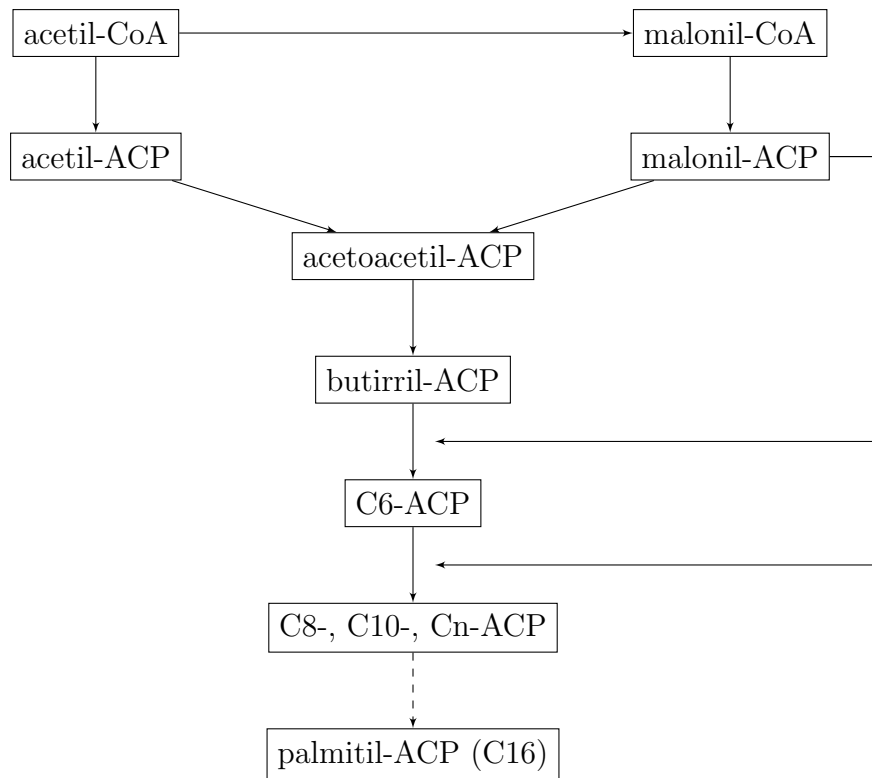 acetil-CoA
malonil-CoA
acetil-ACP
malonil-ACP
acetoacetil-ACP
butirril-ACP
C6-ACP
C8-, C10-, Cn-ACP
palmitil-ACP (C16)